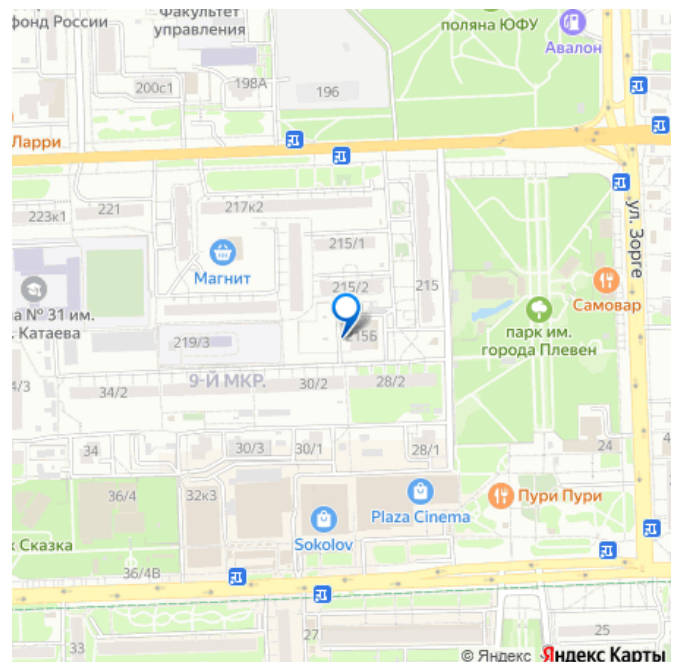 фонд России
Факультет
управления
поляна ЮФУ
Авалон
200с1
198А
196
Ларри
223к1
221
217к2
ул. Зорге
215/1
Магнит
215/2
215
Самовар
а № 31 им.
. Катаева
219/3
215Б
парк им.
города Плевен
4/3
9-Й МКР.
34/2
30/2
28/2
34
30/3
30/1
28/1
24
4
36/4
32к3
Plaza Cinema
Пури Пури
Sokolov
к Сказка
36/4В
33
27
25
© Яндекс Яндекс Карты